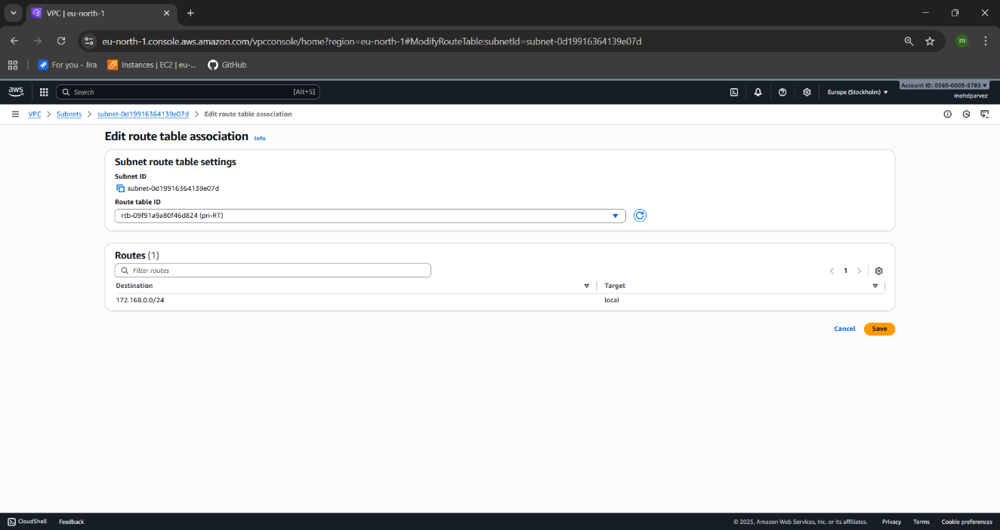 VPC | eu-north-1
eu-north-1.console.aws.amazon.com/vpcconsole/home?region=eu-north-1#ModifyRouteTable:subnetId=subnet-0d19916364139e07d
m
For you - Jira
Instances | EC2 | eu-...
GitHub
aws
Search
[Alt+S]
Europe (Stockholm)
Account ID: 0560-0009-5785
mohdparvez
VPC
Subnets
subnet-0d19916364139e07d
Edit route table association
Edit route table association Info
Subnet route table settings
Subnet ID
subnet-0d19916364139e07d
Route table ID
rtb-09f91a9a80f46d824 (pri-RT)
Routes (1)
Filter routes
1
Destination
Target
172.168.0.0/24
local
Cancel
Save
CloudShell
Feedback
© 2025, Amazon Web Services, Inc. or its affiliates.
Privacy
Terms
Cookie preferences